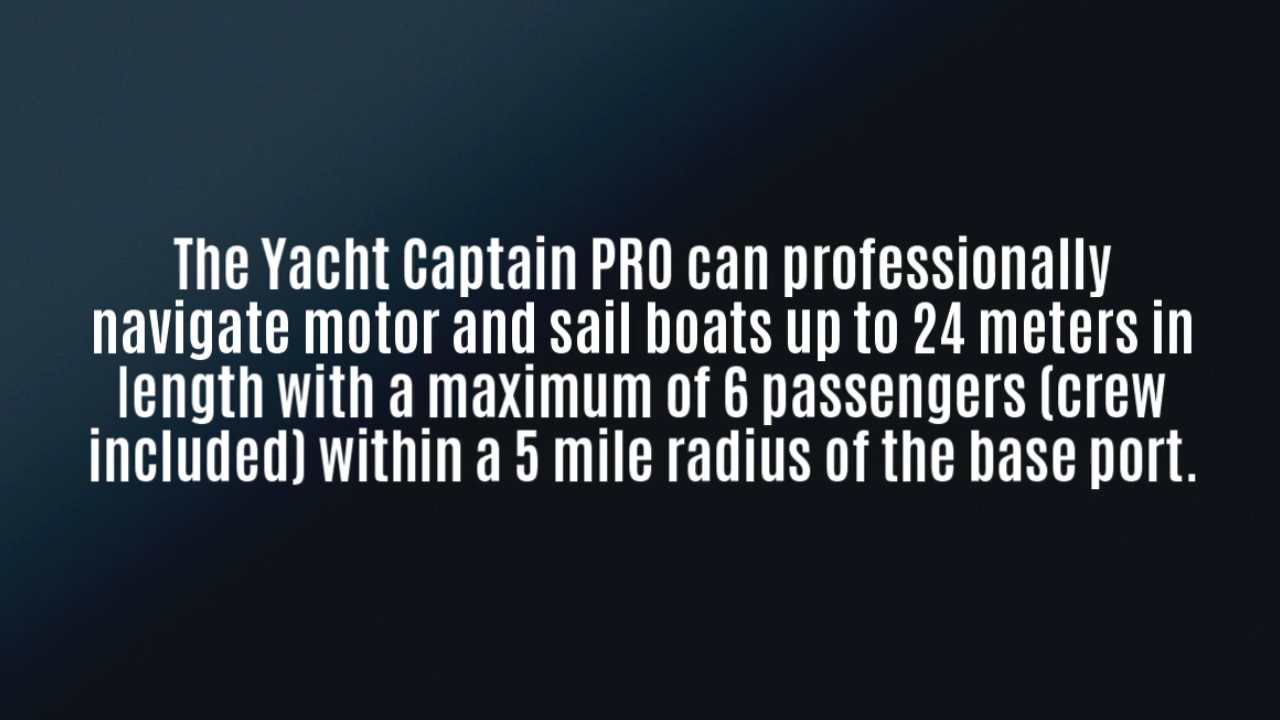 The Yacht Captain PRO can professionally
navigate motor and sail boats up to 24 meters in
length with a maximum of 6 passengers (crew
included) within a 5 mile radius of the base port.